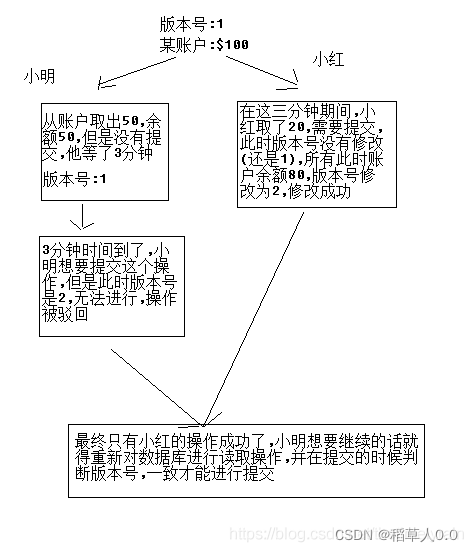 版本号:1
某账户:$100
小明
小红
从账户取出50,余
额50,但是没有提
交,他等了3分钟
版本号:1
在这三分钟期间,小
红取了20,需要提交,
此时版本号没有修改
(还是1),所有此时账
户余额80,版本号修
改为2,修改成功
3分钟时间到了,小
明想要提交这个操
作,但是此时版本号
是2,无法进行,操作
被驳回
最终只有小红的操作成功了,小明想要继续的话就
得重新对数据库进行读取操作,并在提交的时候判
断版本号,一致才能进行提交
CSDN @稻草人0.0